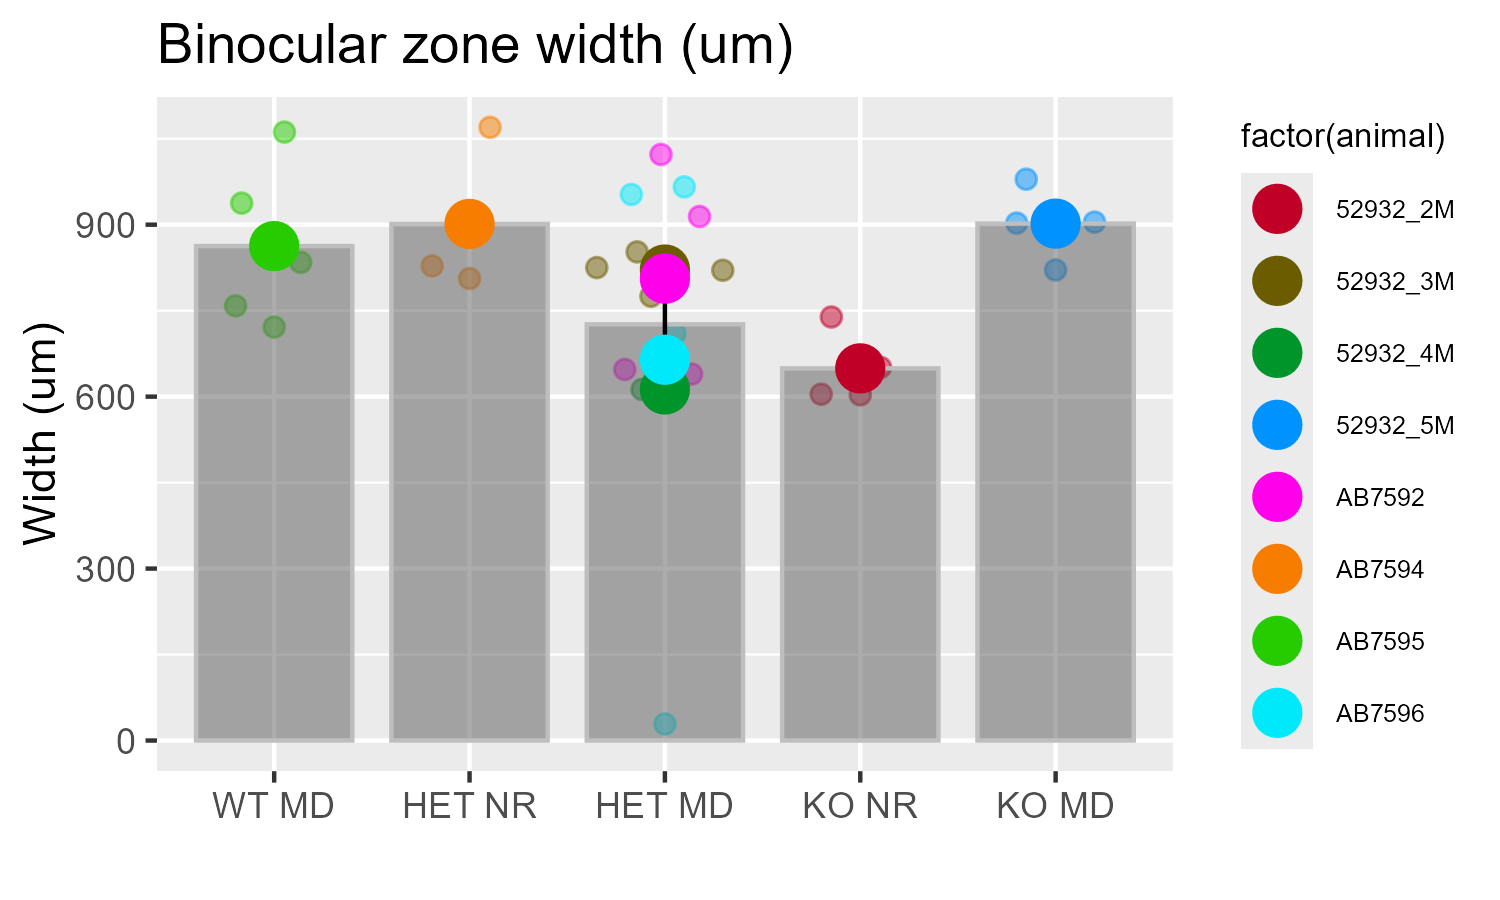 Binocular zone width (um)
Width (um)
900
600
300
0
WT MD
HET NR
HET MD
KO NR
KO MD
factor(animal)
52932_2M
52932_3M
52932_4M
52932_5M
AB7592
AB7594
AB7595
AB7596